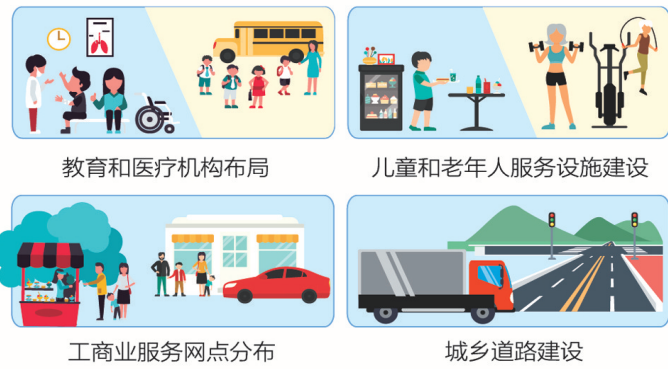 教育和医疗机构布局
儿童和老年人服务设施建设
工商业服务网点分布
城乡道路建设